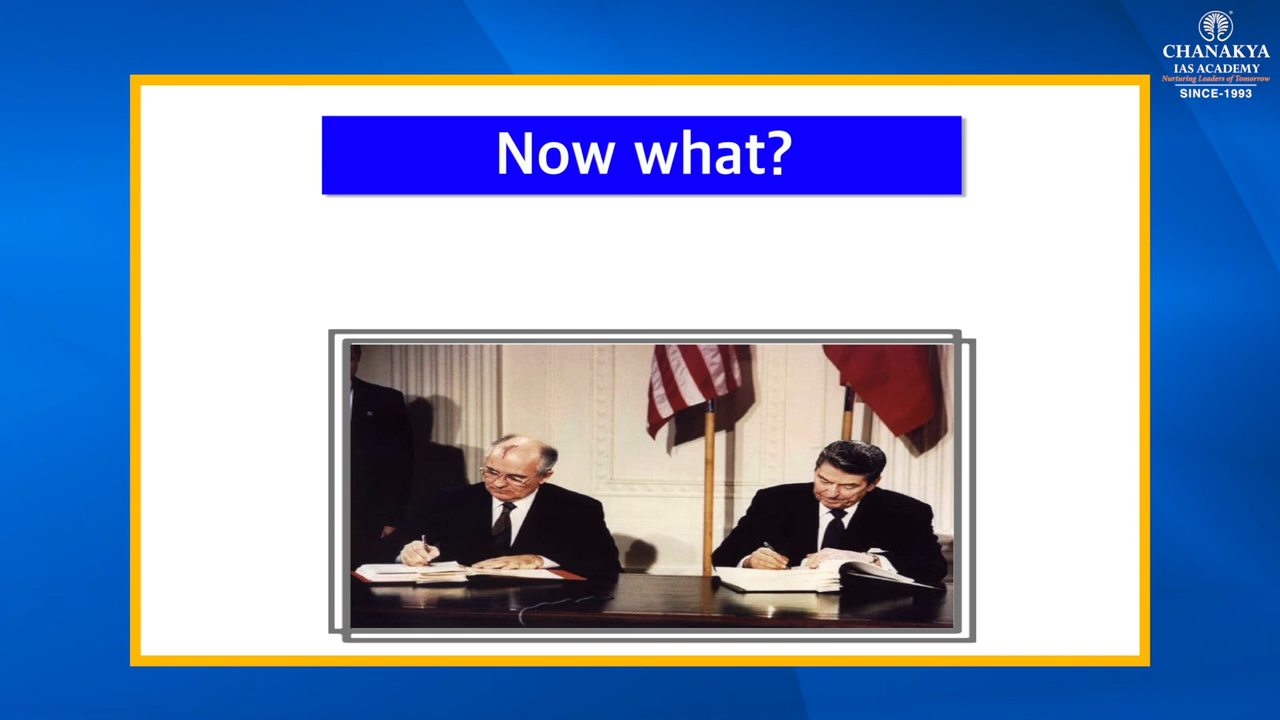 CHANAKYA
IAS ACADEMY
Nurturing Leaders of Tomorrow
SINCE-1993
Now what?